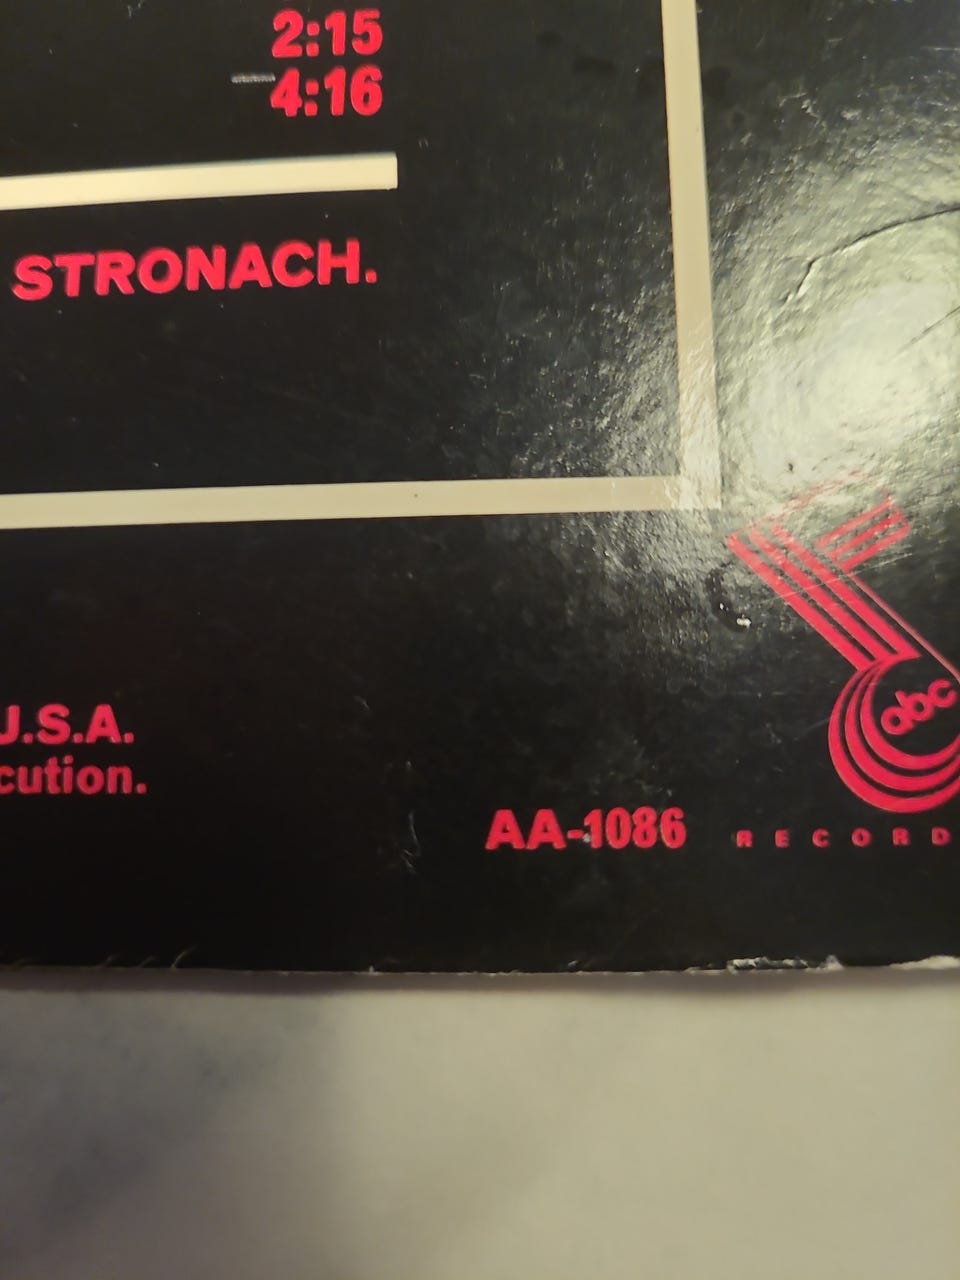 2:15
4:16
STRONACH.
abc
U.S.A.
cution.
AA-1086
RECORD